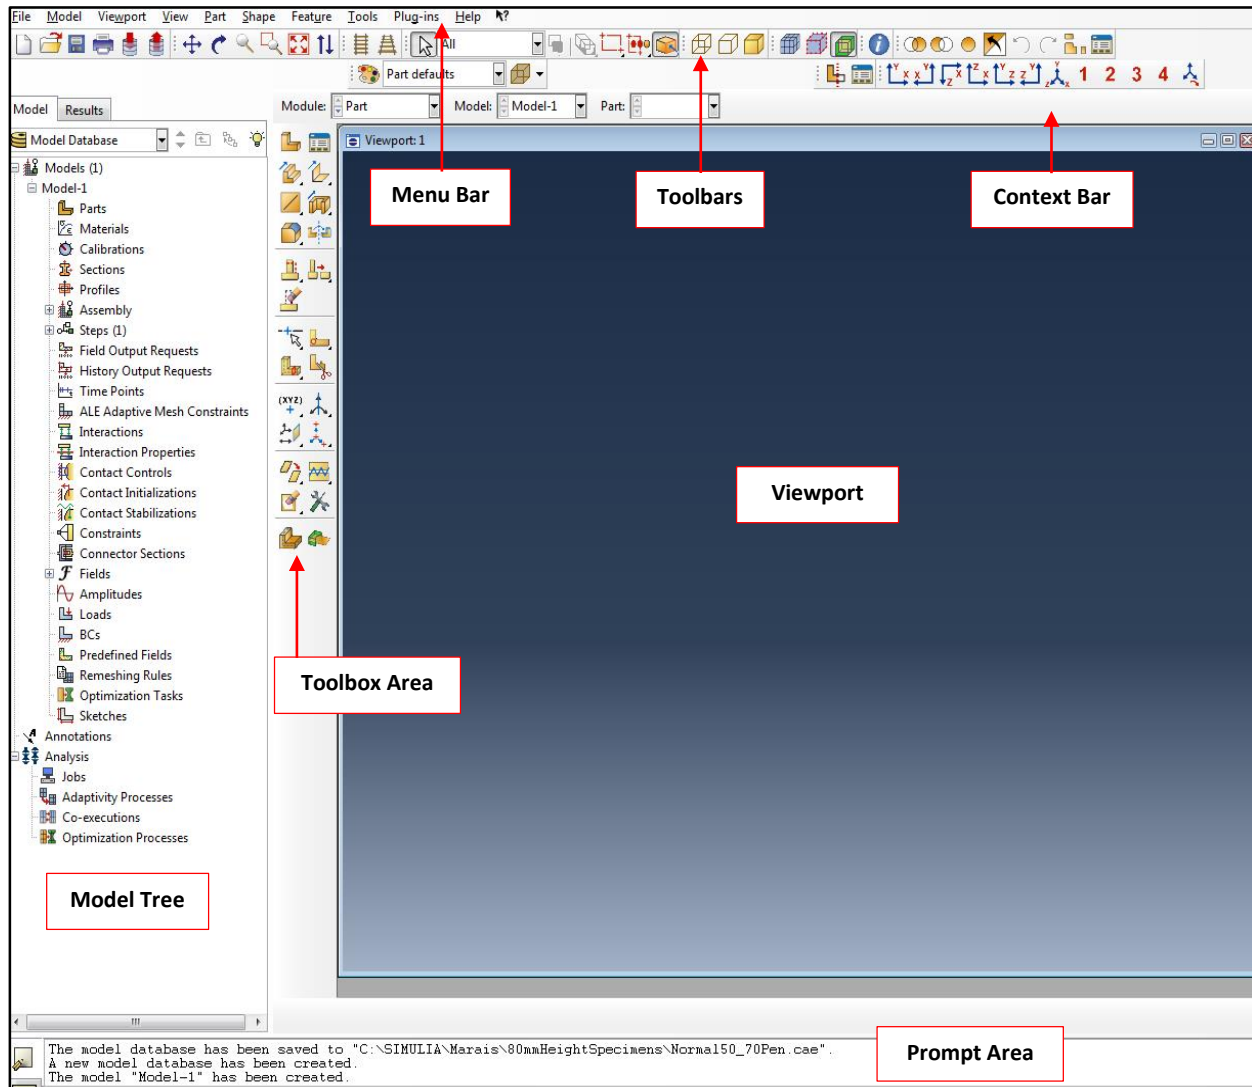 File Model Viewport View Part Shape Feature Tools Plug-ins Help
All
Part defaults
1 2 3 4
Model Results
Module: Part Model: Model-1 Part:
Model Database
Viewport: 1
Models (1)
Model-1
Parts
Materials
Calibrations
Sections
Profiles
Assembly
Steps (1)
Field Output Requests
History Output Requests
Time Points
ALE Adaptive Mesh Constraints
Interactions
Interaction Properties
Contact Controls
Contact Initializations
Contact Stabilizations
Constraints
Connector Sections
Fields
Amplitudes
Loads
BCs
Predefined Fields
Remeshing Rules
Optimization Tasks
Sketches
Annotations
Analysis
Jobs
Adaptivity Processes
Co-executions
Optimization Processes
Model Tree
(XYZ)
Toolbox Area
Menu Bar
Toolbars
Context Bar
Viewport
The model database has been saved to "C:\SIMULIA\Marais\80mmHeightSpecimens\Normal50_70Pen.cae".
A new model database has been created.
The model "Model-1" has been created.
Prompt Area